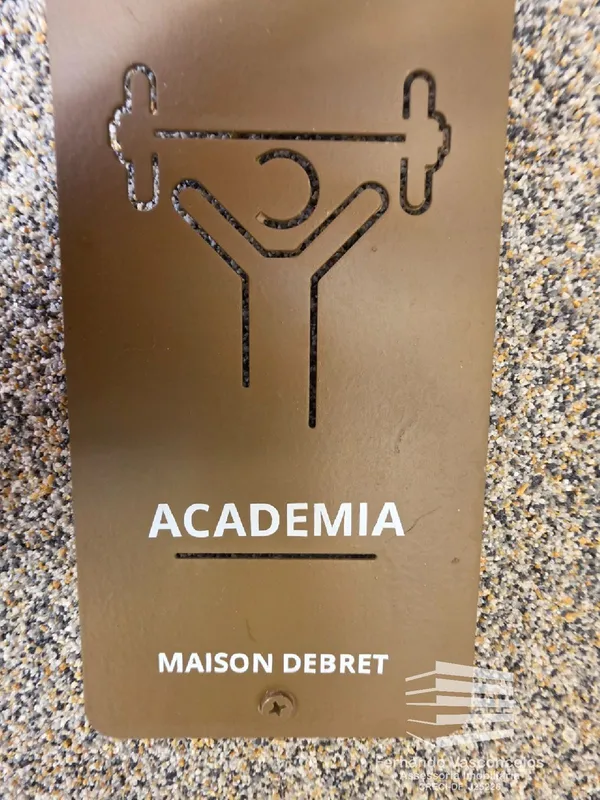 ACADEMIA
MAISON DEBRET
Fernando Vasconcelos
Assessoria Imobiliária